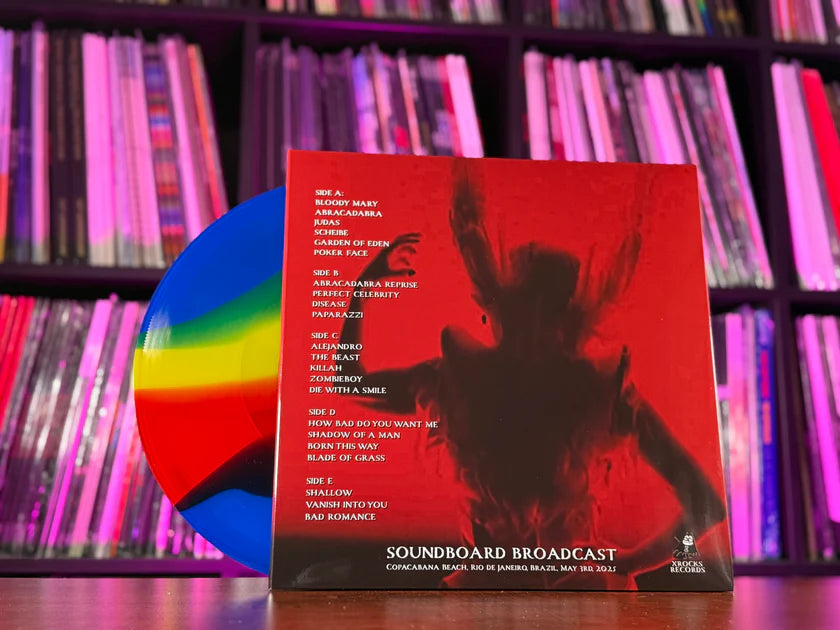 SIDE A:
BLOODY MARY
ABRACADABRA
JUDAS
SCHEIBE
GARDEN OF EDEN
POKER FACE
SIDE B
ABRACADABRA REPRISE
PERFECT CELEBRITY
DISEASE
PAPARAZZI
SIDE C
ALEJANDRO
THE BEAST
KILLAH
ZOMBIEBOY
DIE WITH A SMILE
SIDE D
HOW BAD DO YOU WANT ME
SHADOW OF A MAN
BORN THIS WAY
BLADE OF GRASS
SIDE E
SHALLOW
VANISH INTO YOU
BAD ROMANCE
SOUNDBOARD BROADCAST
COPACABANA BEACH, RIO DE JANEIRO, BRAZIL, MAY 3RD, 2025
XROCKS
RECORDS